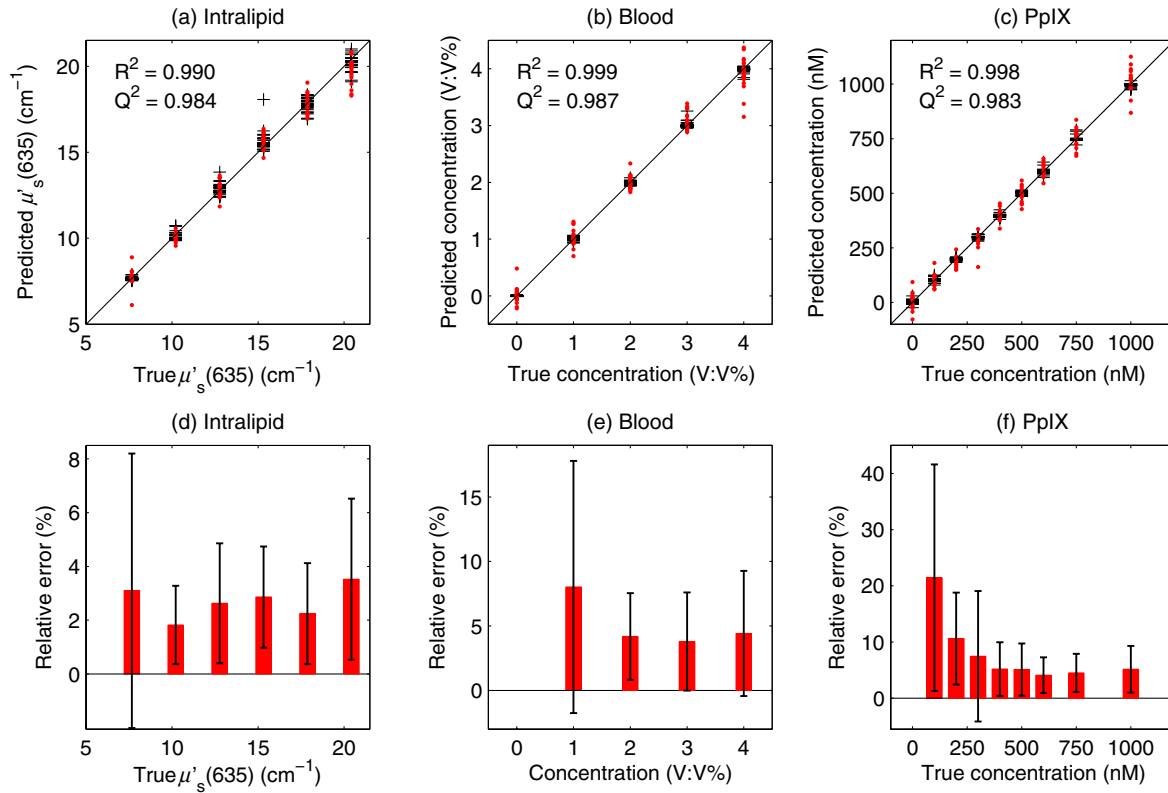 (a) Intralipid
(b) Blood
(c) PpIX
R² = 0.990
Q² = 0.984
R² = 0.999
Q² = 0.987
R² = 0.998
Q² = 0.983
Predicted μ'ₛ(635) (cm⁻¹)
20
15
10
5
5 10 15 20
True μ'ₛ(635) (cm⁻¹)
Predicted concentration (V:V%)
4
3
2
1
0
0 1 2 3 4
True concentration (V:V%)
Predicted concentration (nM)
1000
750
500
250
0
0 250 500 750 1000
True concentration (nM)
(d) Intralipid
(e) Blood
(f) PpIX
Relative error (%)
8
6
4
2
0
5 10 15 20
True μ'ₛ(635) (cm⁻¹)
Relative error (%)
15
10
5
0
0 1 2 3 4
Concentration (V:V%)
Relative error (%)
40
30
20
10
0
0 250 500 750 1000
True concentration (nM)